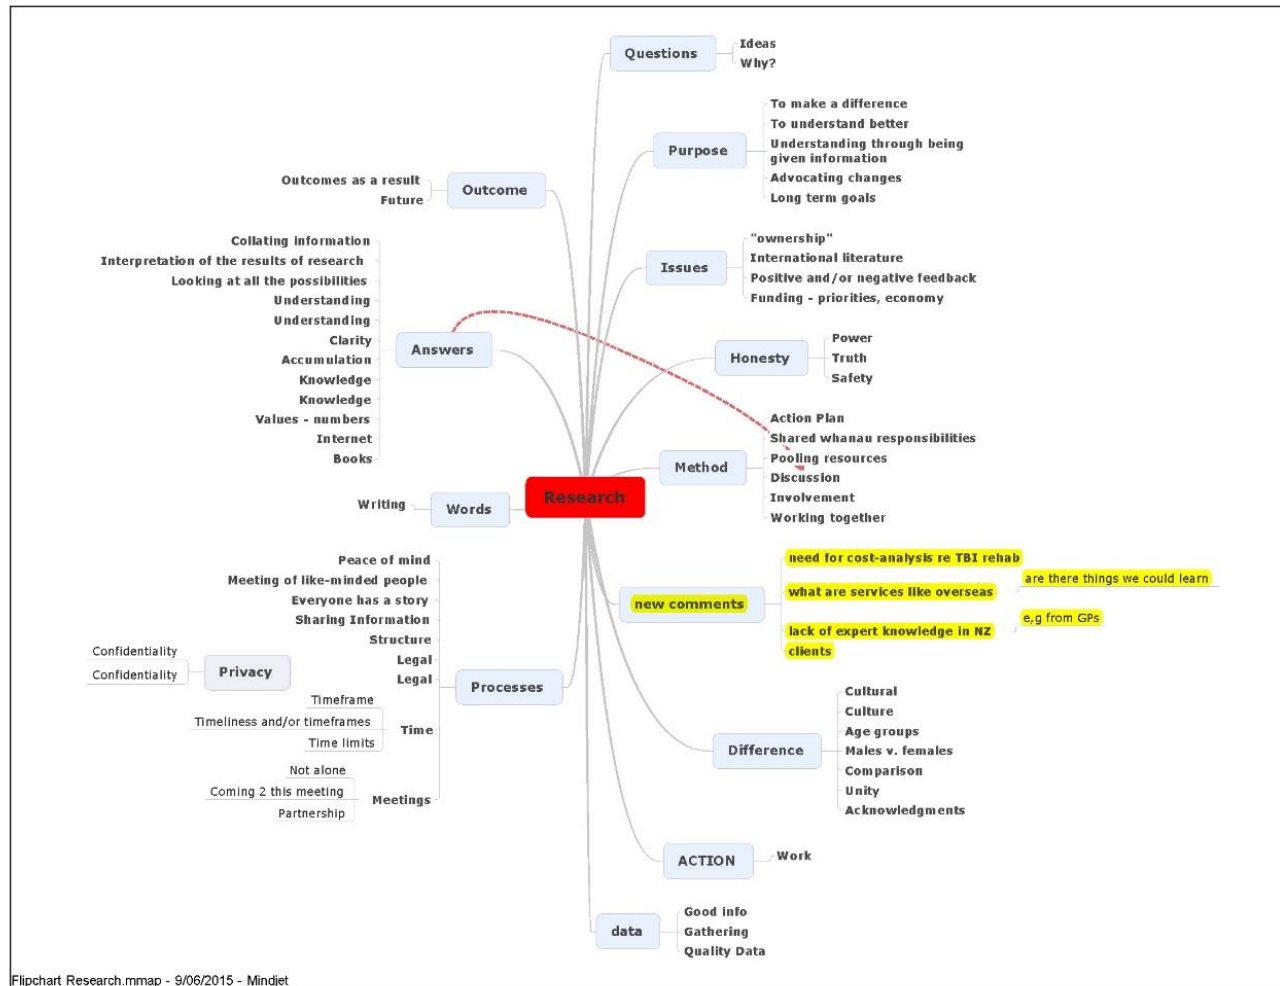 Questions
Ideas
Why?
Purpose
To make a difference
To understand better
Understanding through being
given information
Advocating changes
Long term goals
Outcome
Outcomes as a result
Future
Issues
"ownership"
International literature
Positive and/or negative feedback
Funding - priorities, economy
Answers
Collating information
Interpretation of the results of research
Looking at all the possibilities
Understanding
Understanding
Clarity
Accumulation
Knowledge
Knowledge
Values - numbers
Internet
Books
Honesty
Power
Truth
Safety
Method
Action Plan
Shared whanau responsibilities
Pooling resources
Discussion
Involvement
Working together
Research
Words
Writing
new comments
need for cost-analysis re TBI rehab
what are services like overseas
are there things we could learn
lack of expert knowledge in NZ
e,g from GPs
clients
Processes
Peace of mind
Meeting of like-minded people
Everyone has a story
Sharing Information
Structure
Legal
Legal
Privacy
Confidentiality
Confidentiality
Time
Timeframe
Timeliness and/or timeframes
Time limits
Meetings
Not alone
Coming 2 this meeting
Partnership
Difference
Cultural
Culture
Age groups
Males v. females
Comparison
Unity
Acknowledgments
ACTION
Work
data
Good info
Gathering
Quality Data
Flipchart Research.mmap - 9/06/2015 - Mindjet